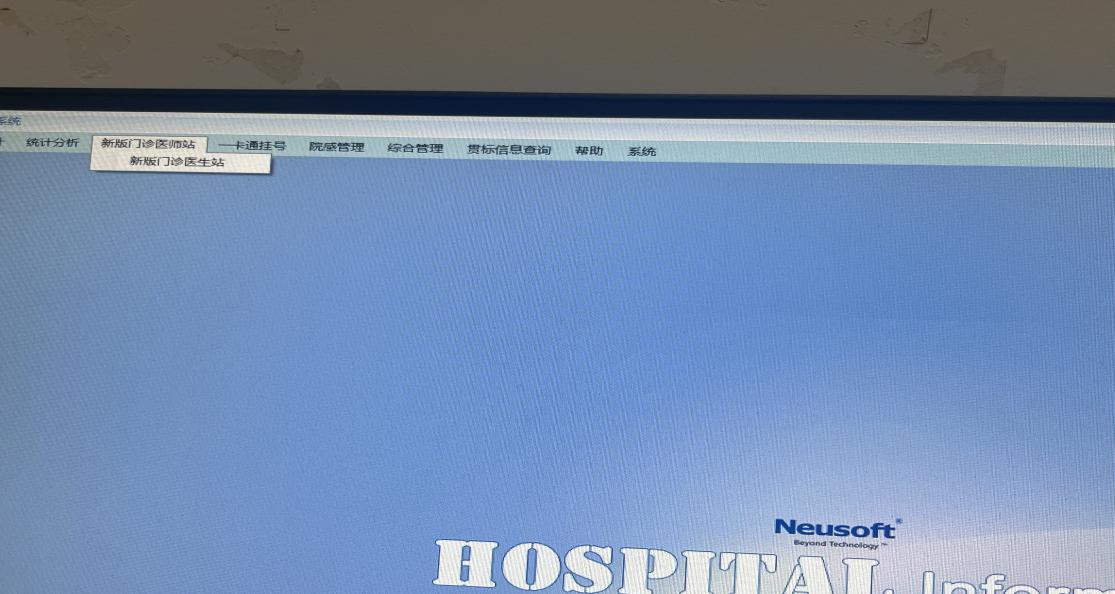 系统
统计分析 新版门诊医师站 一卡通挂号 院感管理 综合管理 贯标信息查询 帮助 系统
新版门诊医生站
Neusoft®
Beyond Technology™
HOSPITAL Inform